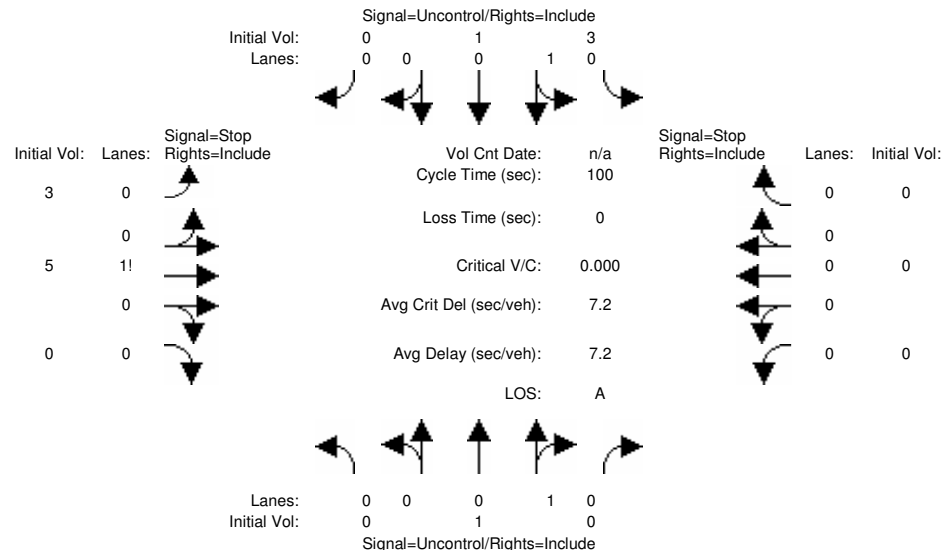 Signal=Uncontrol/Rights=Include
Initial Vol: 0 1 3
Lanes: 0 0 0 1 0
Signal=Stop Signal=Stop
Initial Vol: Lanes: Rights=Include Vol Cnt Date: n/a Rights=Include Lanes: Initial Vol:
Cycle Time (sec): 100
3 0 0 0
Loss Time (sec): 0
0 0
5 1! Critical V/C: 0.000 0 0
0 Avg Crit Del (sec/veh): 7.2 0
0 0 Avg Delay (sec/veh): 7.2 0 0
LOS: A
Lanes: 0 0 0 1 0
Initial Vol: 0 1 0
Signal=Uncontrol/Rights=Include